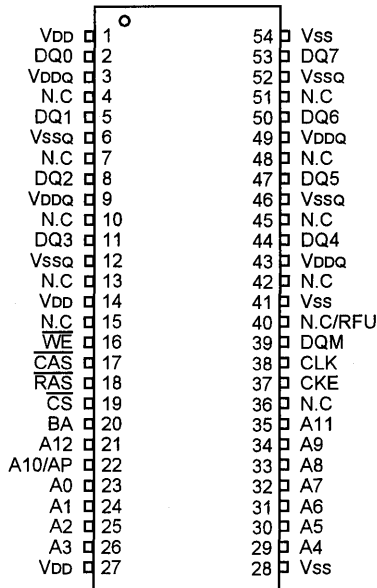 VDD 1 54 VSS
DQ0 2 53 DQ7
VDDQ 3 52 VSSQ
N.C 4 51 N.C
DQ1 5 50 DQ6
VSSQ 6 49 VDDQ
N.C 7 48 N.C
DQ2 8 47 DQ5
VDDQ 9 46 VSSQ
N.C 10 45 N.C
DQ3 11 44 DQ4
VSSQ 12 43 VDDQ
N.C 13 42 N.C
VDD 14 41 VSS
N.C 15 40 N.C/RFU
W̅E̅ 16 39 DQM
C̅A̅S̅ 17 38 CLK
R̅A̅S̅ 18 37 CKE
C̅S̅ 19 36 N.C
BA 20 35 A11
A12 21 34 A9
A10/AP 22 33 A8
A0 23 32 A7
A1 24 31 A6
A2 25 30 A5
A3 26 29 A4
VDD 27 28 VSS